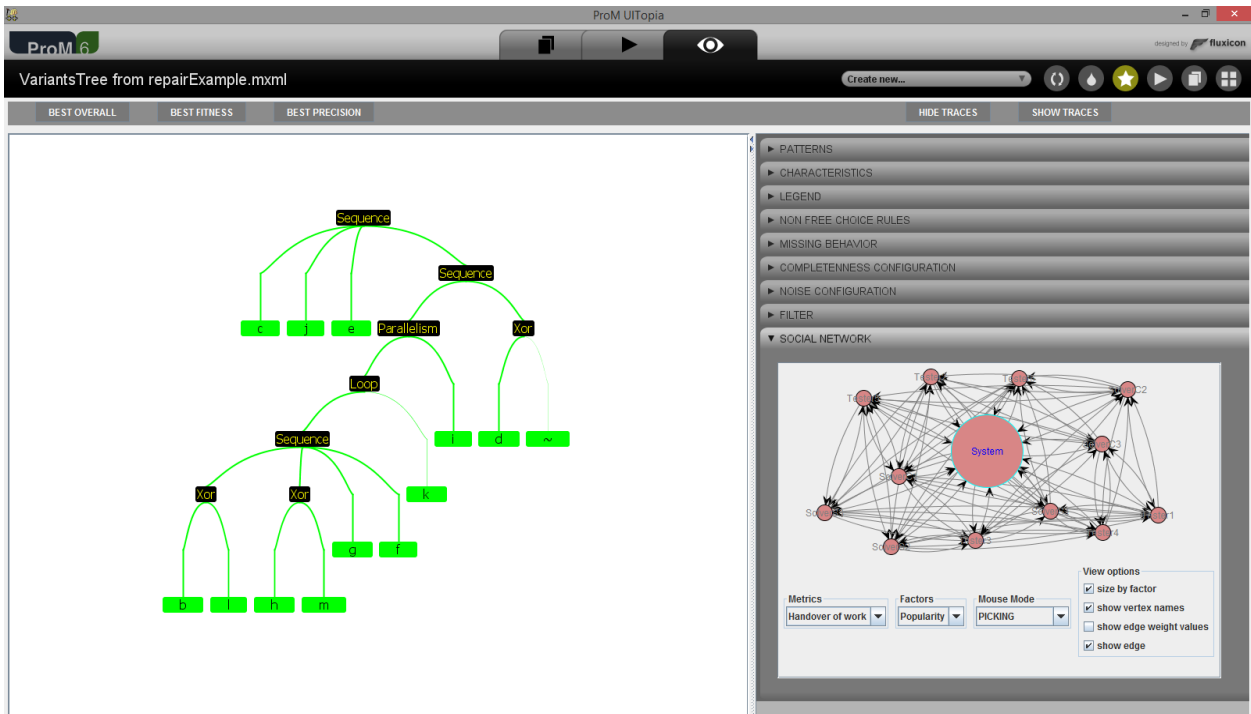 ProM UITopia
ProM 6
designed by fluxicon
VariantsTree from repairExample.mxml
Create new...
BEST OVERALL
BEST FITNESS
BEST PRECISION
HIDE TRACES
SHOW TRACES
Sequence
Sequence
c
j
e
Parallelism
Xor
Loop
Sequence
i
d
~
Xor
Xor
k
g
f
b
l
h
m
PATTERNS
CHARACTERISTICS
LEGEND
NON FREE CHOICE RULES
MISSING BEHAVIOR
COMPLETENNESS CONFIGURATION
NOISE CONFIGURATION
FILTER
SOCIAL NETWORK
System
Metrics
Handover of work
Factors
Popularity
Mouse Mode
PICKING
View options
size by factor
show vertex names
show edge weight values
show edge